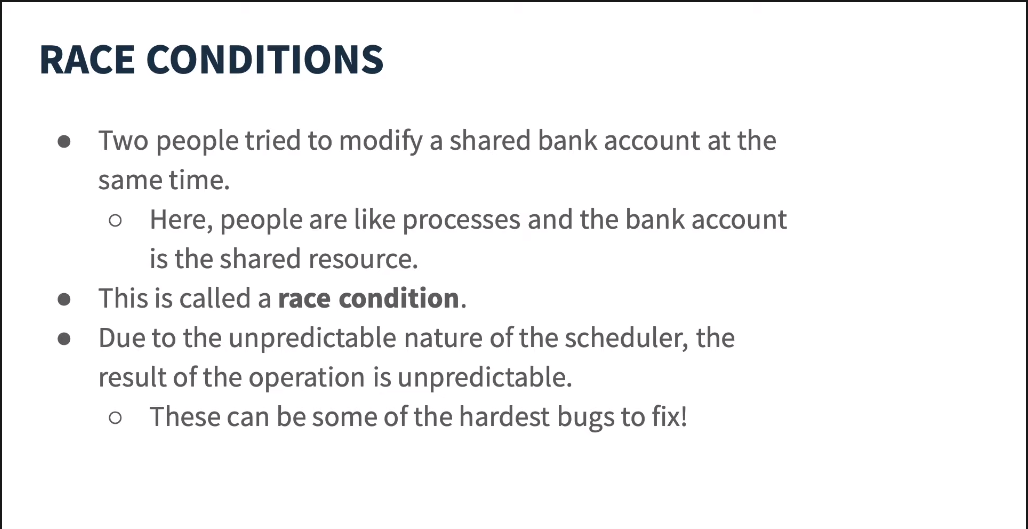 RACE CONDITIONS
● Two people tried to modify a shared bank account at the
same time.
○ Here, people are like processes and the bank account
is the shared resource.
● This is called a race condition.
● Due to the unpredictable nature of the scheduler, the
result of the operation is unpredictable.
○ These can be some of the hardest bugs to fix!